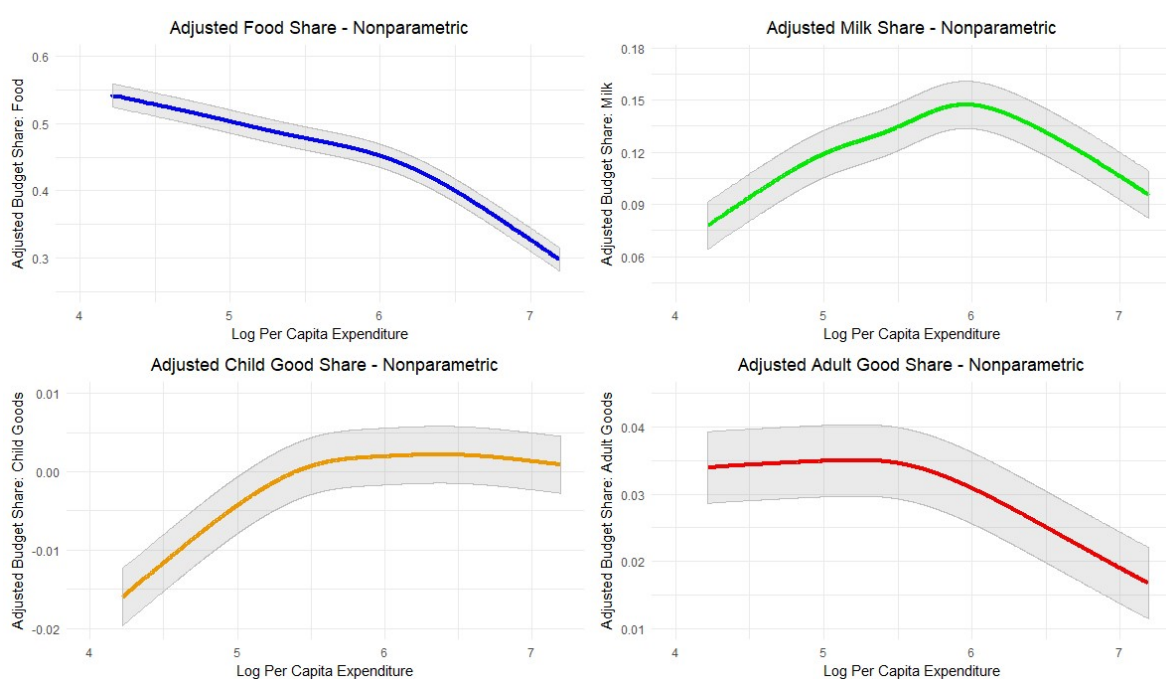 Adjusted Food Share - Nonparametric
Adjusted Budget Share: Food
0.6
0.5
0.4
0.3
4
5
6
7
Log Per Capita Expenditure
Adjusted Milk Share - Nonparametric
Adjusted Budget Share: Milk
0.18
0.15
0.12
0.09
0.06
4
5
6
7
Log Per Capita Expenditure
Adjusted Child Good Share - Nonparametric
Adjusted Budget Share: Child Goods
0.01
0.00
-0.01
-0.02
4
5
6
7
Log Per Capita Expenditure
Adjusted Adult Good Share - Nonparametric
Adjusted Budget Share: Adult Goods
0.04
0.03
0.02
0.01
4
5
6
7
Log Per Capita Expenditure